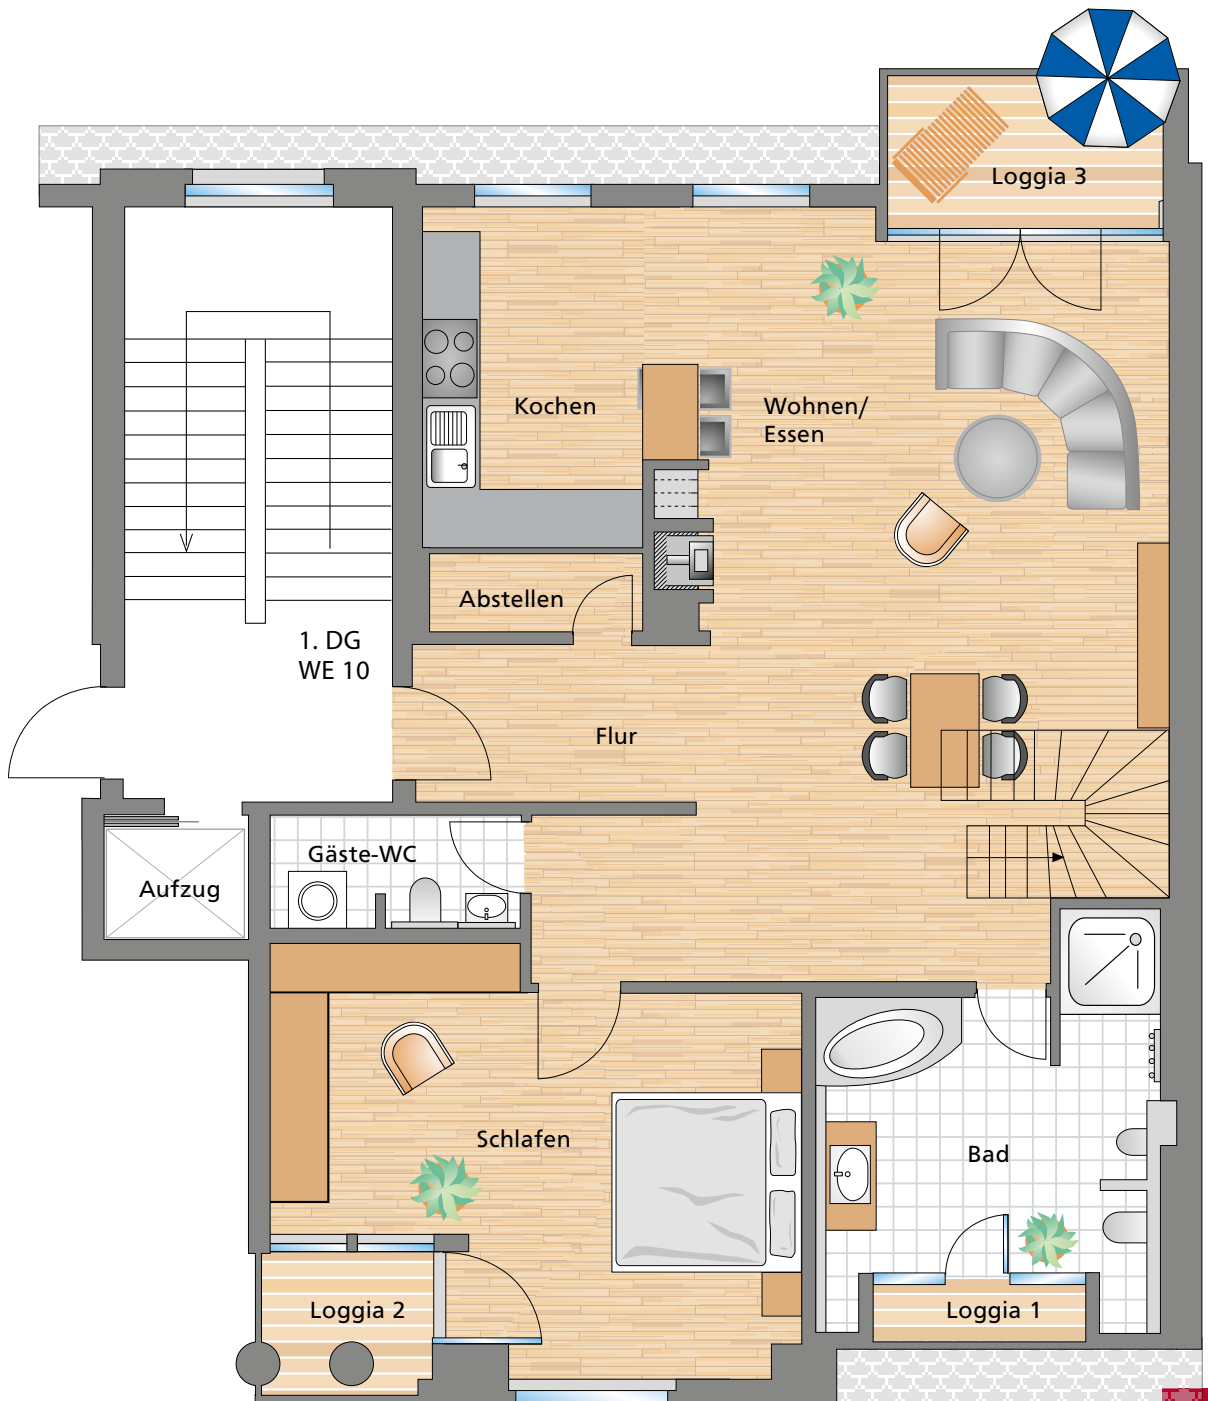 Loggia 3
Kochen
Wohnen/
Essen
Abstellen
1. DG
WE 10
Flur
Gäste-WC
Aufzug
Schlafen
Bad
Loggia 2
Loggia 1